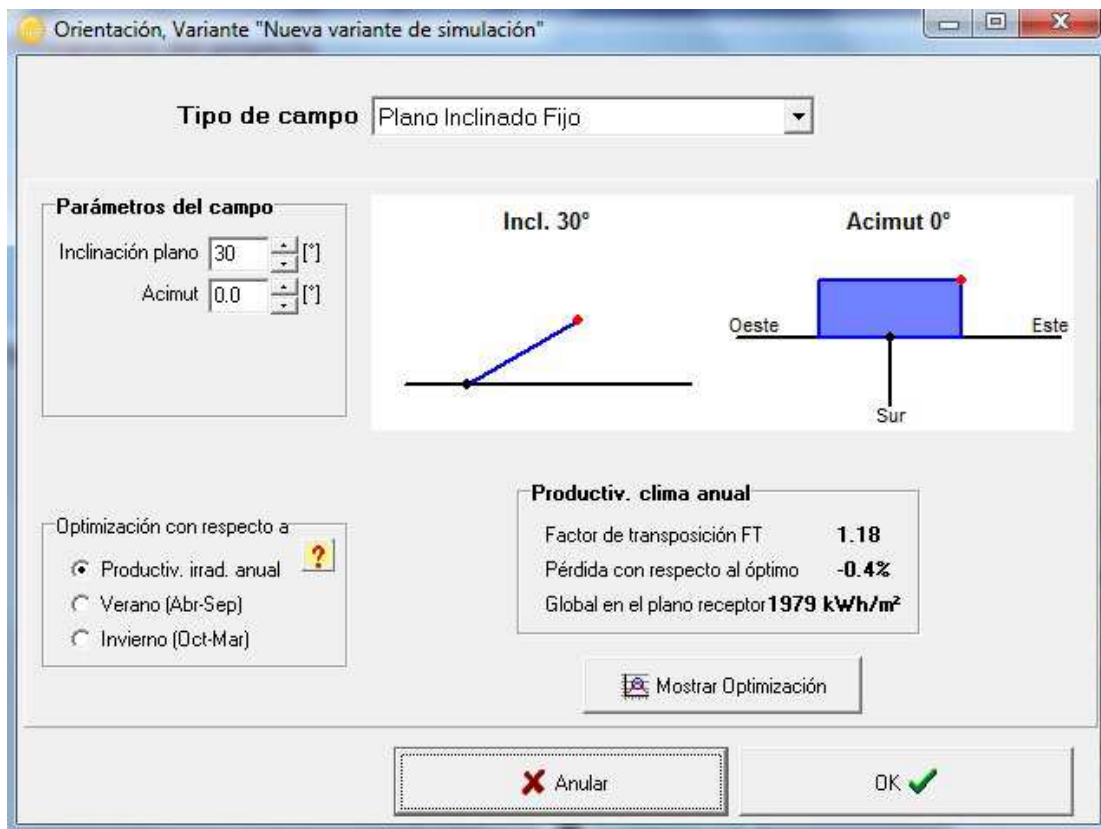 Orientación, Variante "Nueva variante de simulación"
Tipo de campo Plano Inclinado Fijo
Parámetros del campo
Inclinación plano 30 [°]
Acimut 0.0 [°]
Incl. 30° Acimut 0°
Oeste Este
Sur
Optimización con respecto a
?
Productiv. irrad. anual
Verano (Abr-Sep)
Invierno (Oct-Mar)
Productiv. clima anual
Factor de transposición FT 1.18
Pérdida con respecto al óptimo -0.4%
Global en el plano receptor 1979 kWh/m²
Mostrar Optimización
Anular OK